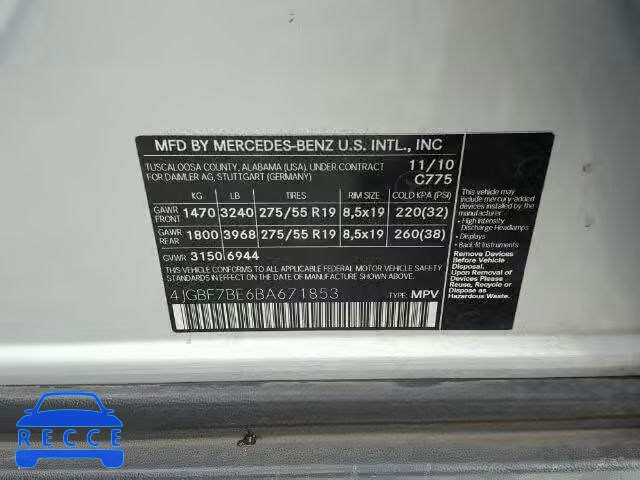 MFD BY MERCEDES-BENZ U.S. INTL., INC
TUSCALOOSA COUNTY, ALABAMA (USA), UNDER CONTRACT 11/10
FOR DAIMLER AG, STUTTGART (GERMANY) C775
KG LB TIRES RIM SIZE COLD KPA (PSI)
GAWR FRONT 1470 3240 275/55 R19 8,5x19 220(32)
GAWR REAR 1800 3968 275/55 R19 8,5x19 260(38)
GVWR 3150 6944
THIS VEHICLE CONFORMS TO ALL APPLICABLE FEDERAL MOTOR VEHICLE SAFETY
STANDARDS IN EFFECT ON THE DATE OF MANUFACTURE SHOWN ABOVE.
4JGBF7BE6BA671853 TYPE: MPV
This vehicle may
include mercury-added
devices installed by the
manufacturer:
• High Intensity
Discharge Headlamps
• Displays
• Back-lit Instruments
Remove Devices
Before Vehicle
Disposal.
Upon Removal of
Devices Please
Reuse, Recycle or
Dispose as
Hazardous Waste.
RECCE